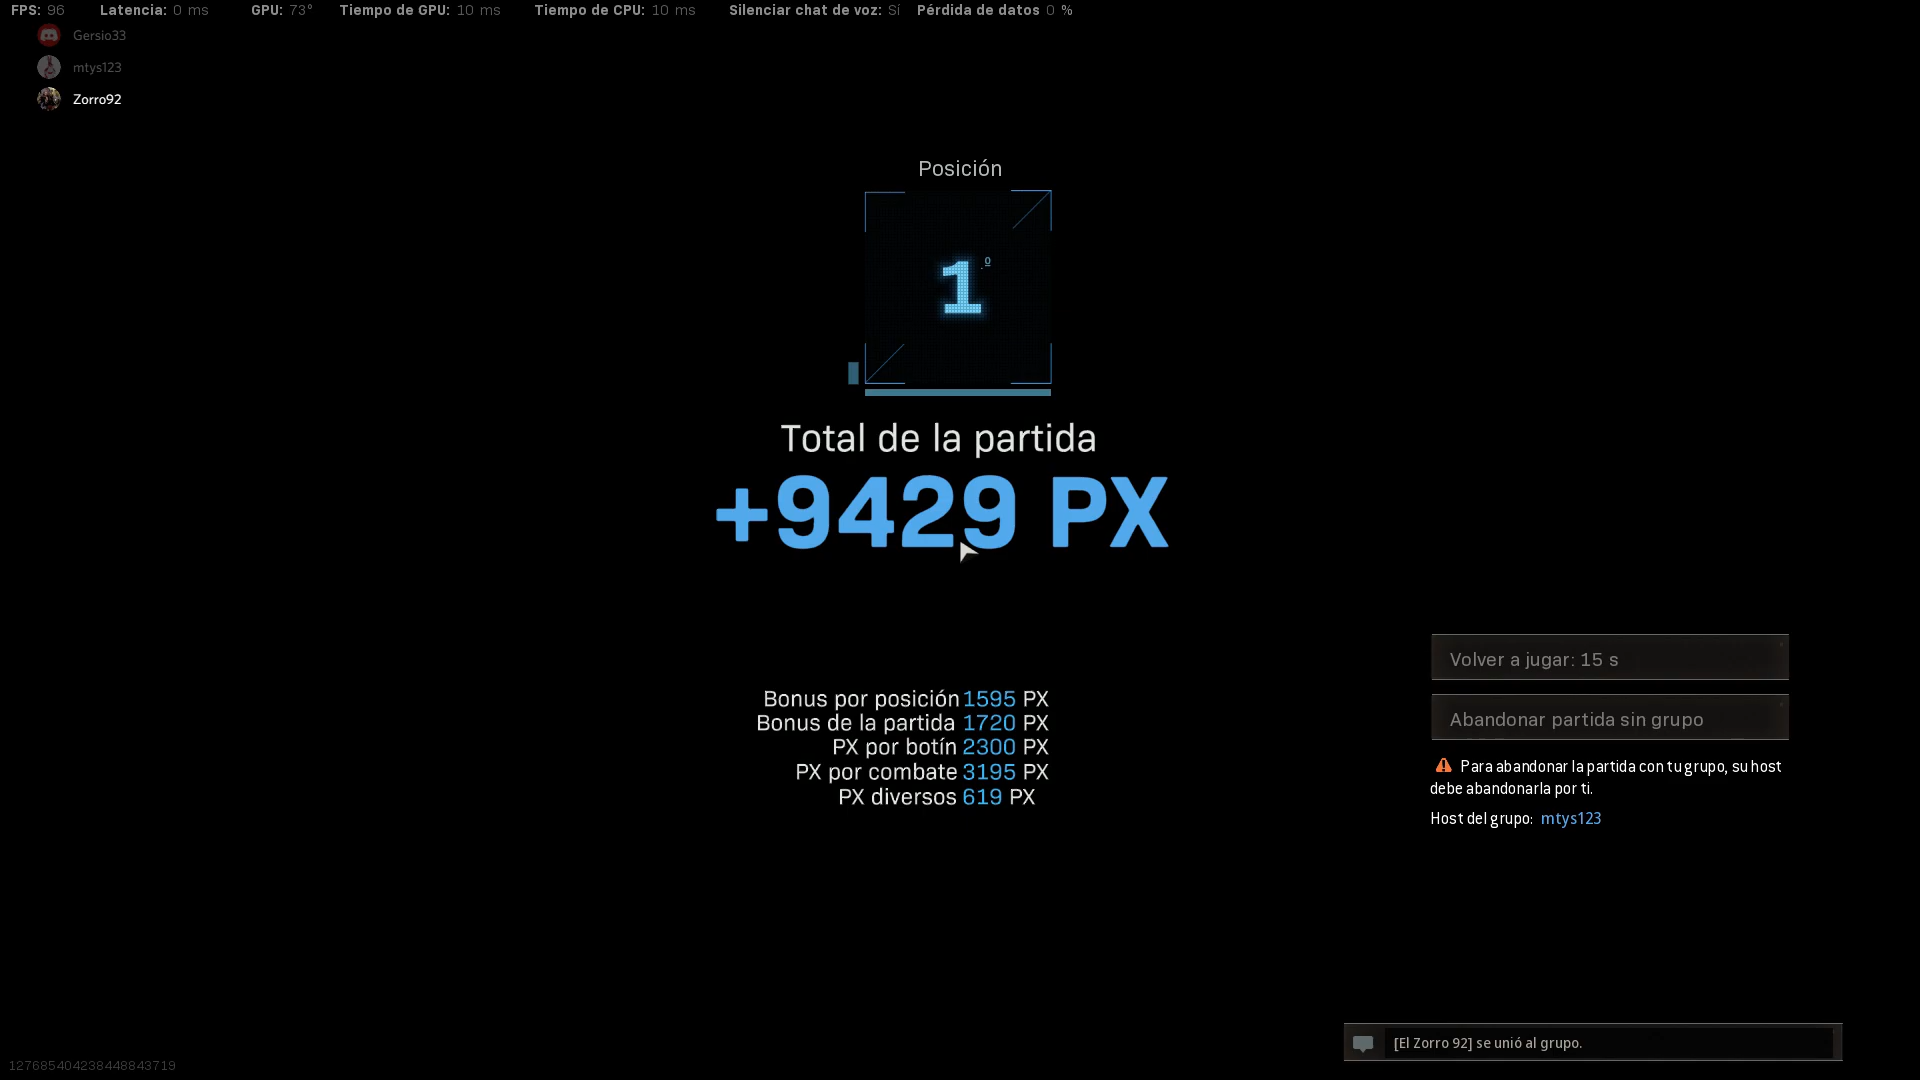 FPS: 96 Latencia: 0 ms GPU: 73° Tiempo de GPU: 10 ms Tiempo de CPU: 10 ms Silenciar chat de voz: Sí Pérdida de datos 0 %
Gersio33
mtys123
Zorro92
Posición
1.º
Total de la partida
+9429 PX
Bonus por posición 1595 PX
Bonus de la partida 1720 PX
PX por botín 2300 PX
PX por combate 3195 PX
PX diversos 619 PX
Volver a jugar: 15 s
Abandonar partida sin grupo
Para abandonar la partida con tu grupo, su host
debe abandonarla por ti.
Host del grupo: mtys123
[El Zorro 92] se unió al grupo.
127685404238448843719